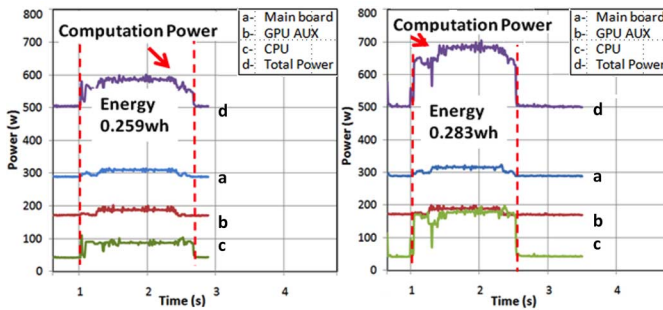 a- Main board
b- GPU AUX
c- CPU
d- Total Power
Computation Power
Energy
0.259wh
d
a
b
c
Power (w)
800
700
600
500
400
300
200
100
0
1
2
3
4
Time (s)
a- Main board
b- GPU AUX
c- CPU
d- Total Power
Computation Power
Energy
0.283wh
d
a
b
c
Power (w)
800
700
600
500
400
300
200
100
0
1
2
3
4
Time (s)